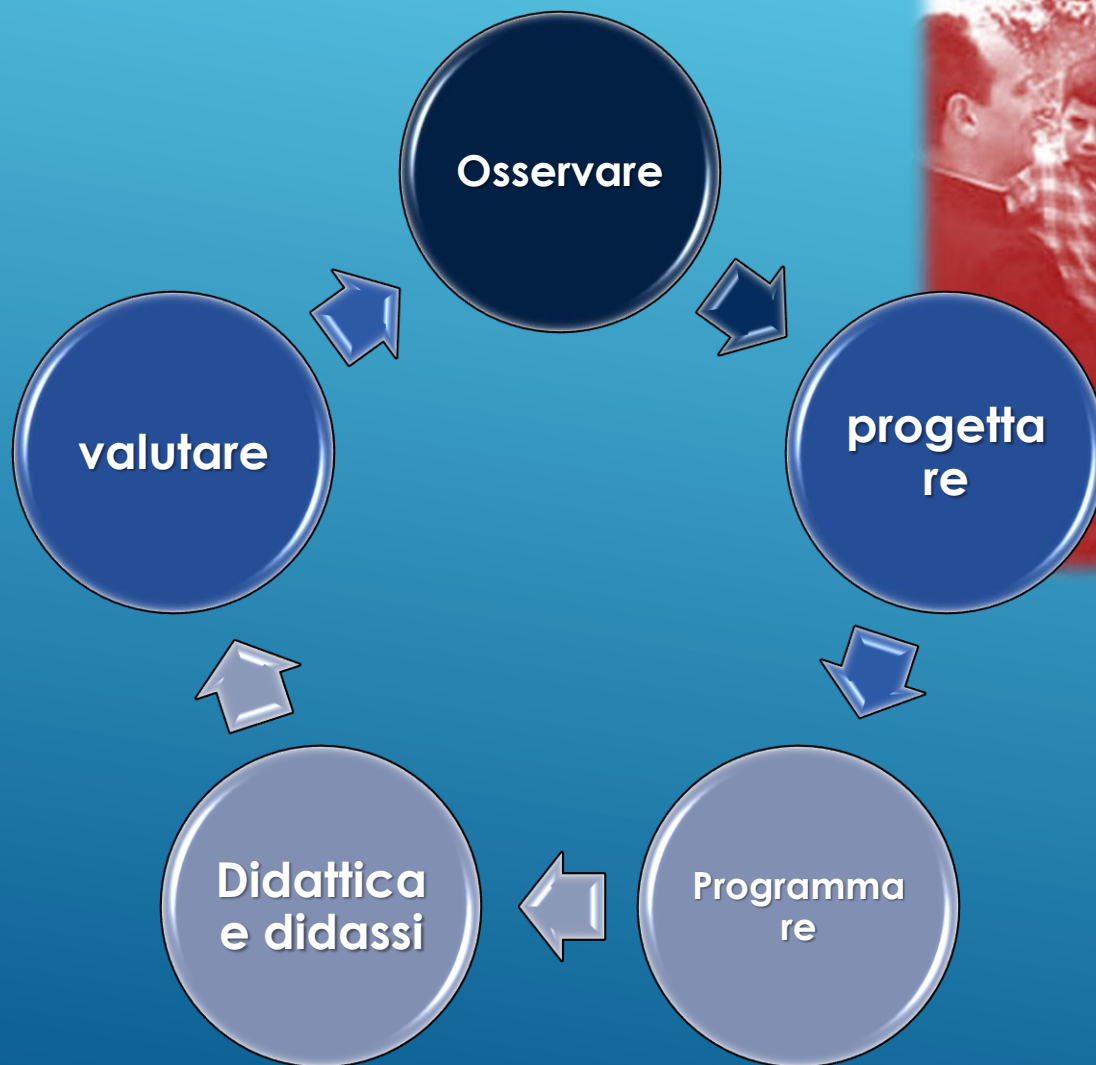 Osservare
progetta
re
Programma
re
Didattica
e didassi
valutare